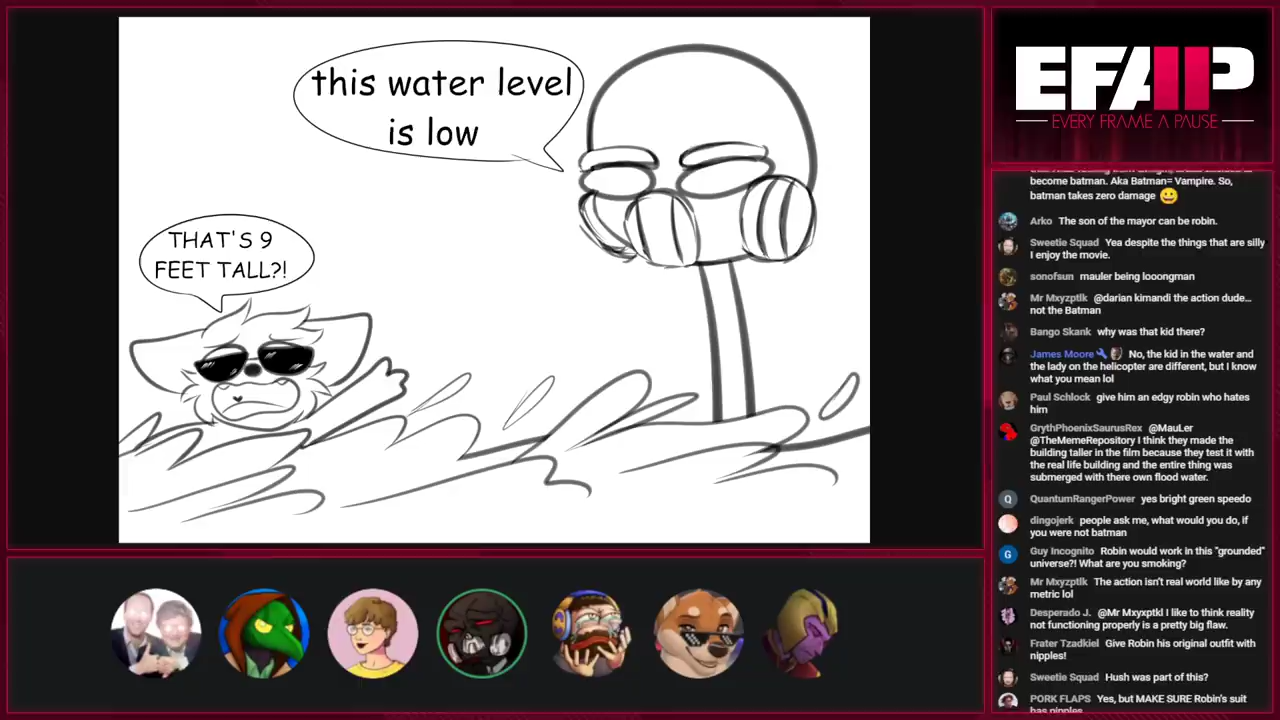 this water level
is low
THAT'S 9
FEET TALL?!
EFAP
EVERY FRAME A PAUSE
become batman. Aka Batman= Vampire. So,
batman takes zero damage 😀
Arko The son of the mayor can be robin.
Sweetie Squad Yea despite the things that are silly
I enjoy the movie.
sonofsun mauler being looongman
Mr Mxyzptlk @darian kimandi the action dude...
not the Batman
Bango Skank why was that kid there?
James Moore No, the kid in the water and
the lady on the helicopter are different, but I know
what you mean lol
Paul Schlock give him an edgy robin who hates
him
GrythPhoenixSaurusRex @MauLer
@TheMemeRepository I think they made the
building taller in the film because they test it with
the real life building and the entire thing was
submerged with there own flood water.
Q QuantumRangerPower yes bright green speedo
dingojerk people ask me, what would you do, if
you were not batman
G Guy Incognito Robin would work in this "grounded"
universe?! What are you smoking?
Mr Mxyzptlk The action isn't real world like by any
metric lol
Desperado J. @Mr Mxyxptkl I like to think reality
not functioning properly is a pretty big flaw.
Frater Tzadkiel Give Robin his original outfit with
nipples!
Sweetie Squad Hush was part of this?
PORK FLAPS Yes, but MAKE SURE Robin's suit
has nipples